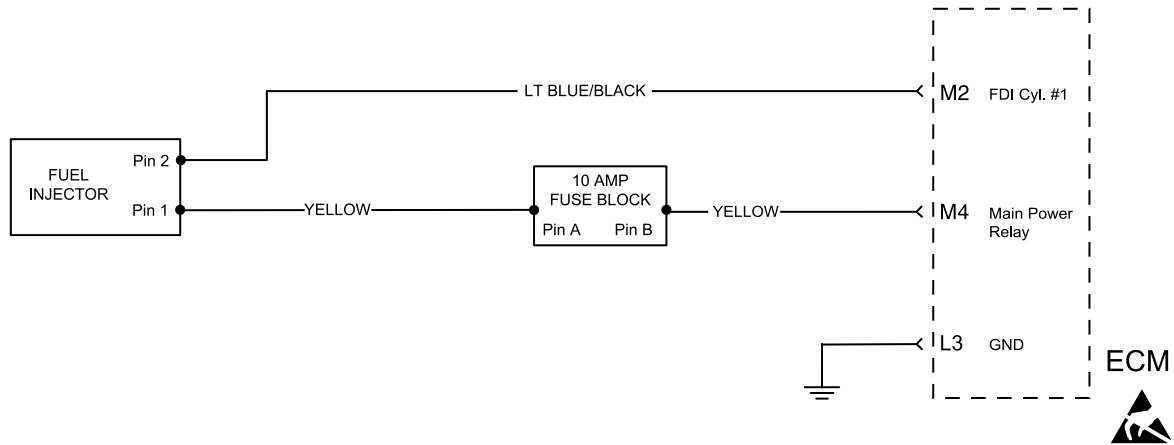 LT BLUE/BLACK
M2 FDI Cyl. #1
FUEL
INJECTOR
Pin 2
Pin 1
YELLOW
10 AMP
FUSE BLOCK
Pin A Pin B
YELLOW
M4 Main Power
Relay
L3 GND
ECM